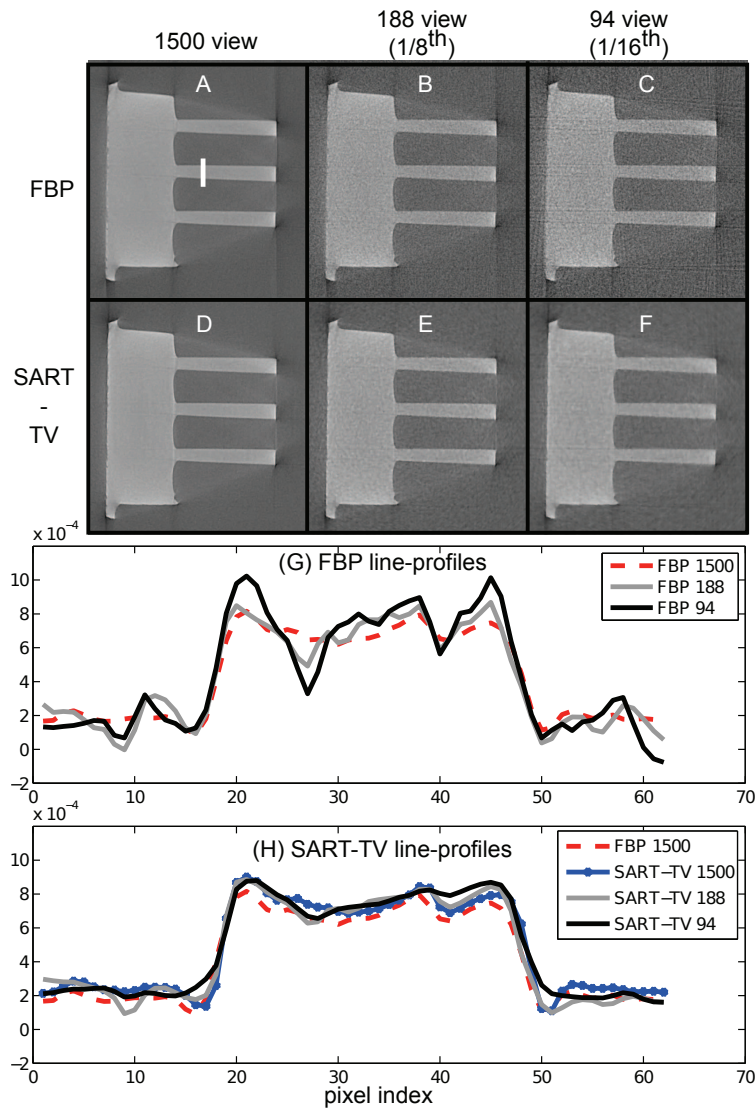 1500 view
188 view
(1/8th)
94 view
(1/16th)
FBP
A
B
C
SART
-
TV
D
E
F
x 10⁻⁴
(G) FBP line-profiles
FBP 1500
FBP 188
FBP 94
10
8
6
4
2
0
−2
0
10
20
30
40
50
60
70
x 10⁻⁴
(H) SART-TV line-profiles
FBP 1500
SART−TV 1500
SART−TV 188
SART−TV 94
10
8
6
4
2
0
−2
0
10
20
30
40
50
60
70
pixel index